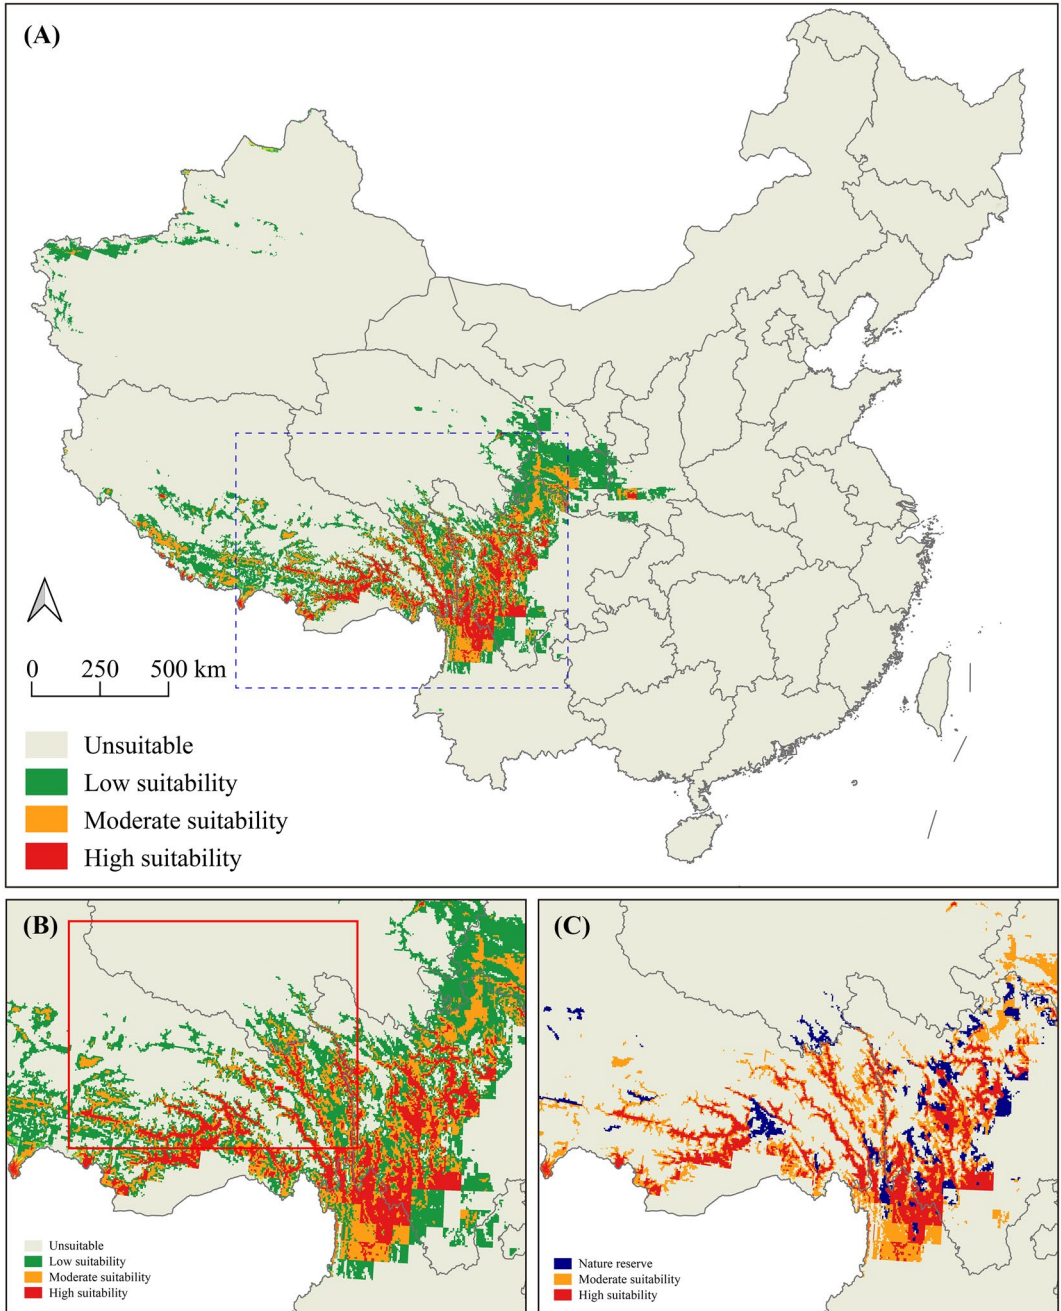 (A)
0 250 500 km
Unsuitable
Low suitability
Moderate suitability
High suitability
(B)
Unsuitable
Low suitability
Moderate suitability
High suitability
(C)
Nature reserve
Moderate suitability
High suitability